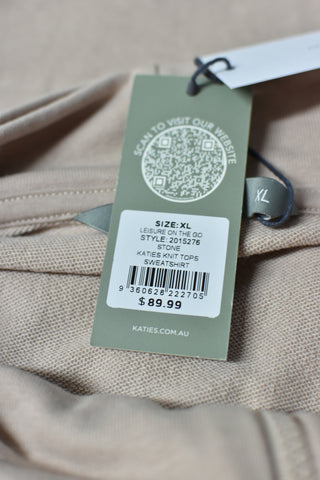 SCAN TO VISIT OUR WEBSITE
XL
SIZE: XL
LEISURE ON THE GO
STYLE: 2015276
STONE
KATIES KNIT TOPS
SWEATSHIRT
9 360628 222705
$89.99
KATIES.COM.AU